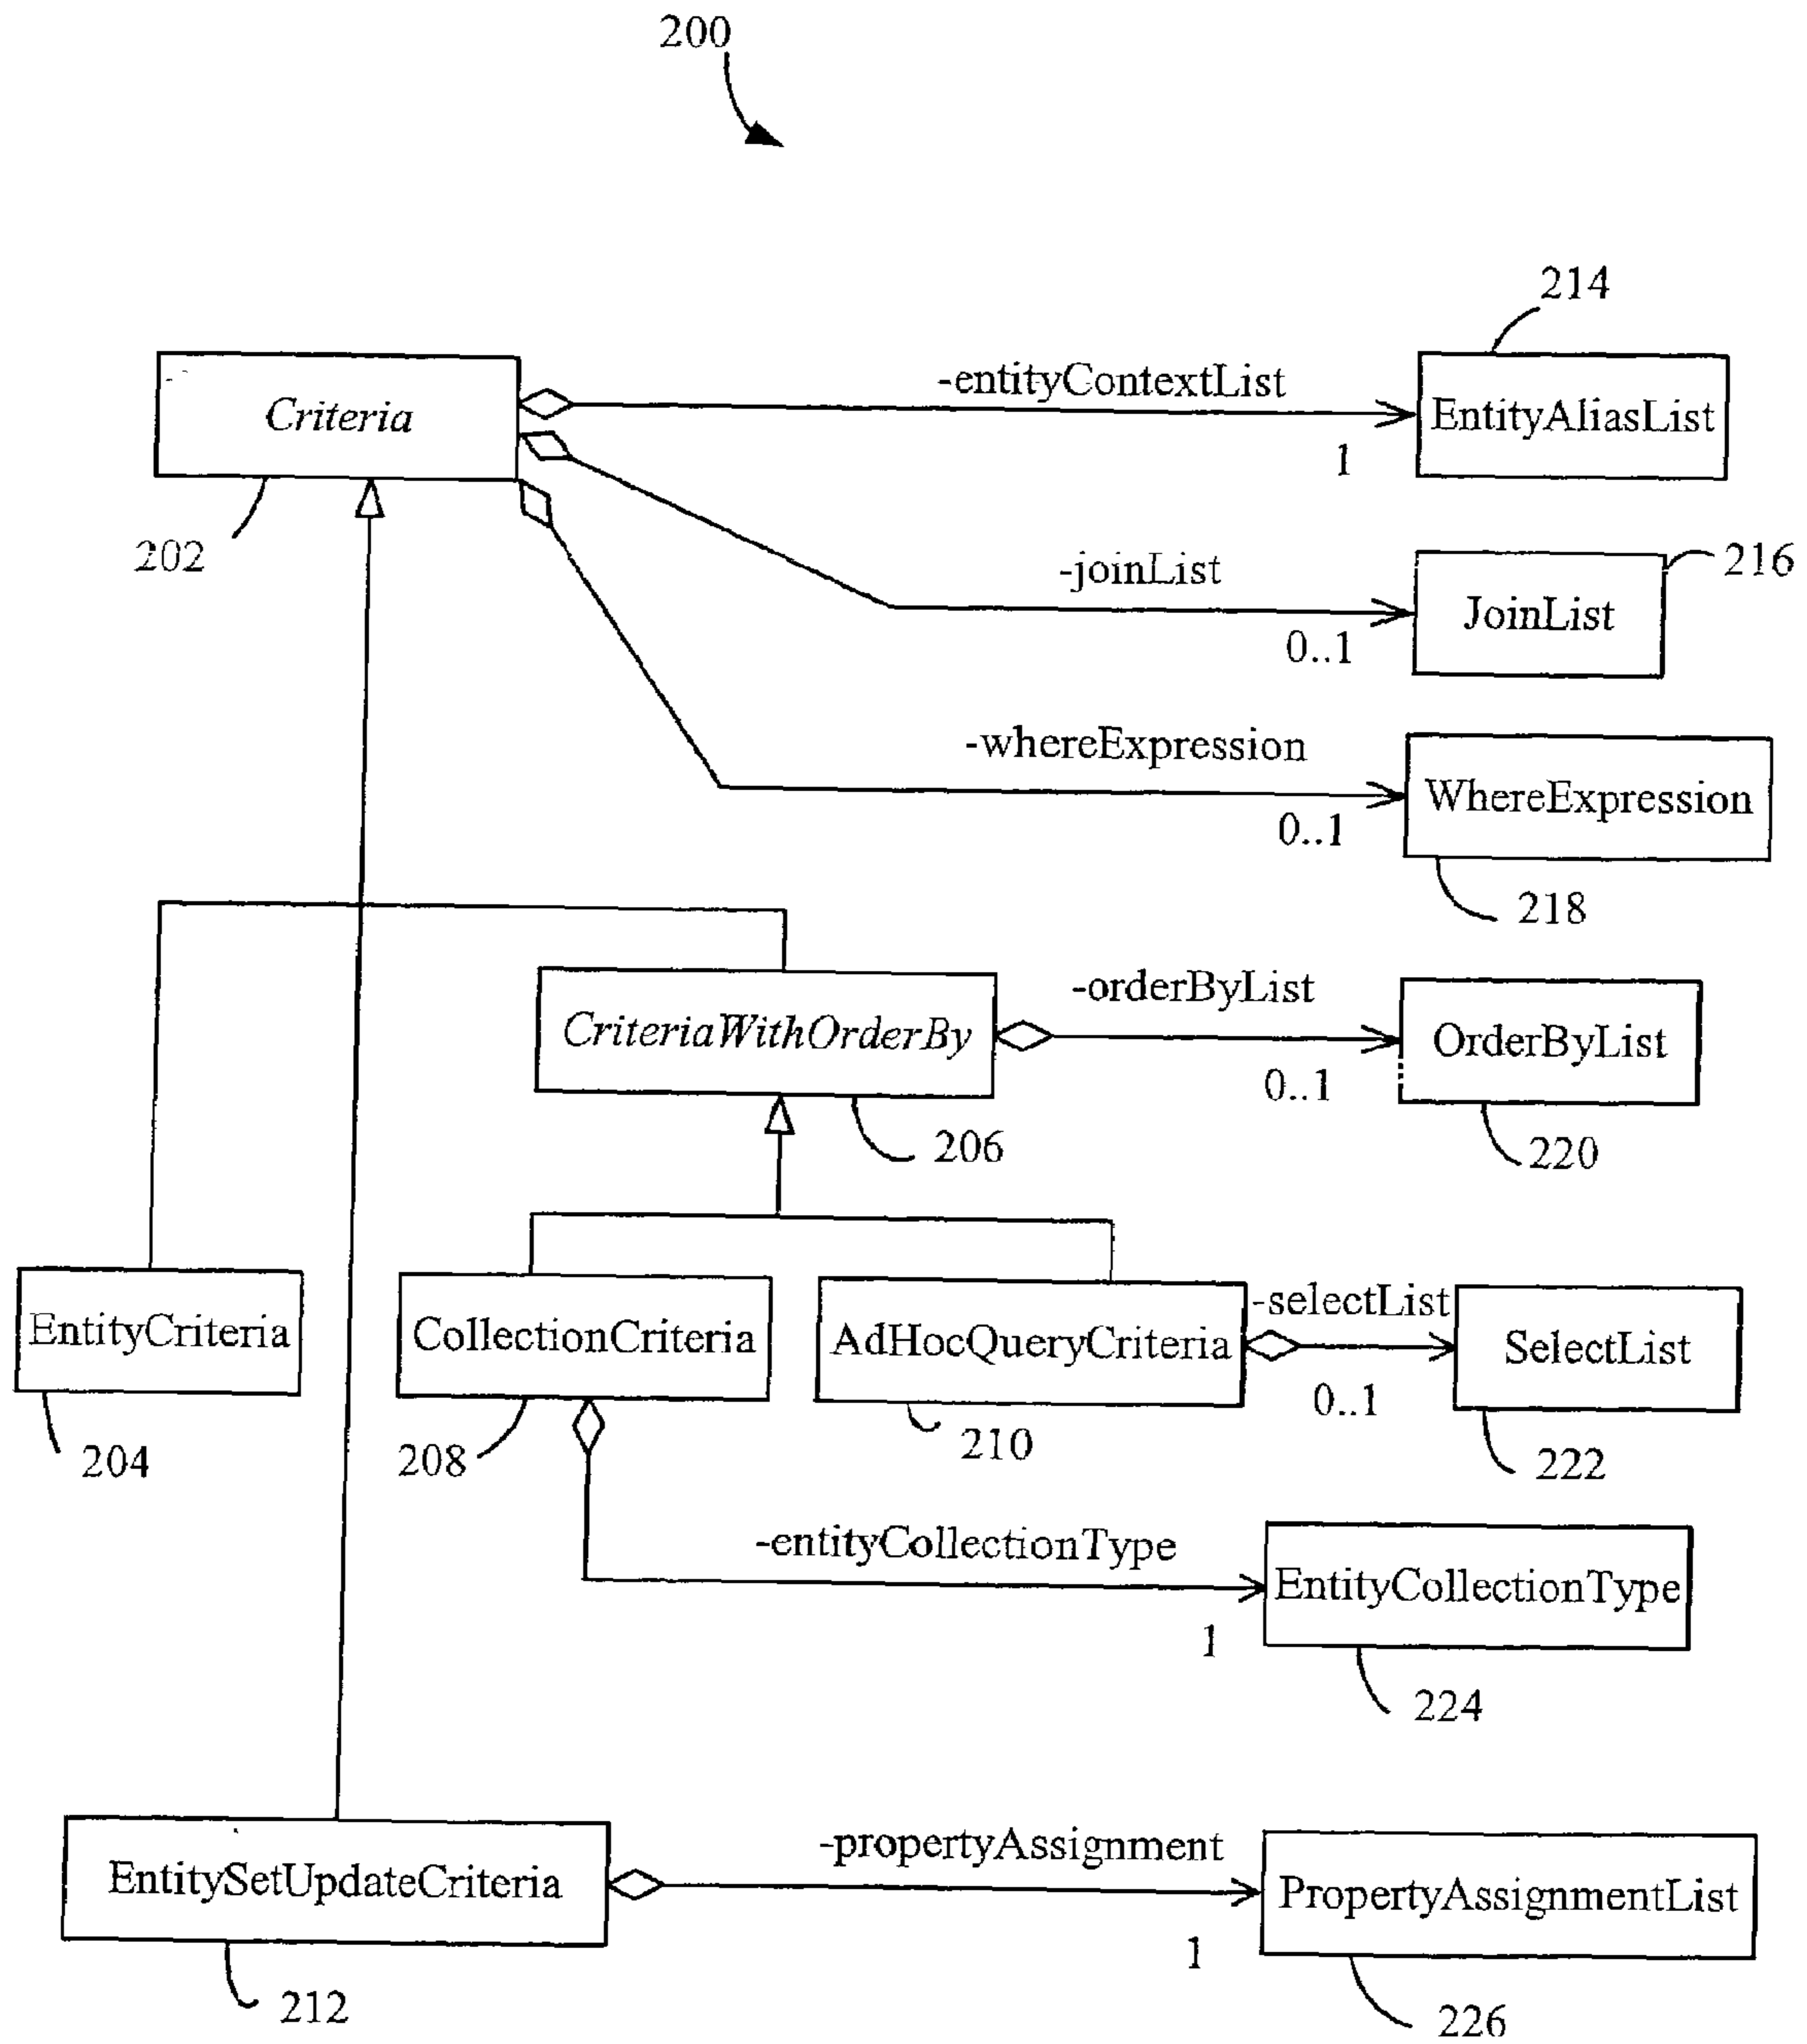 200
214
-entityContextList
Criteria
EntityAliasList
1
202
-joinList
216
JoinList
0..1
-whereExpression
WhereExpression
0..1
218
-orderByList
CriteriaWithOrderBy
OrderByList
0..1
206
220
-selectList
EntityCriteria
CollectionCriteria
AdHocQueryCriteria
SelectList
0..1
204
208
210
222
-entityCollectionType
EntityCollectionType
1
224
-propertyAssignment
EntitySetUpdateCriteria
PropertyAssignmentList
1
212
226